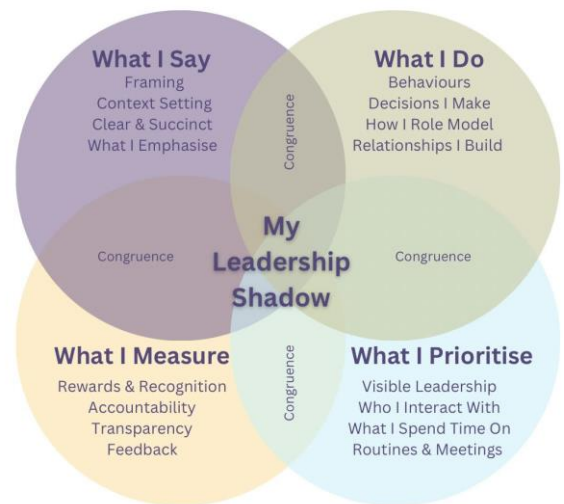 What I Say
Framing
Context Setting
Clear & Succinct
What I Emphasise
What I Do
Behaviours
Decisions I Make
How I Role Model
Relationships I Build
Congruence
Congruence
My
Leadership
Shadow
Congruence
What I Measure
Rewards & Recognition
Accountability
Transparency
Feedback
Congruence
What I Prioritise
Visible Leadership
Who I Interact With
What I Spend Time On
Routines & Meetings